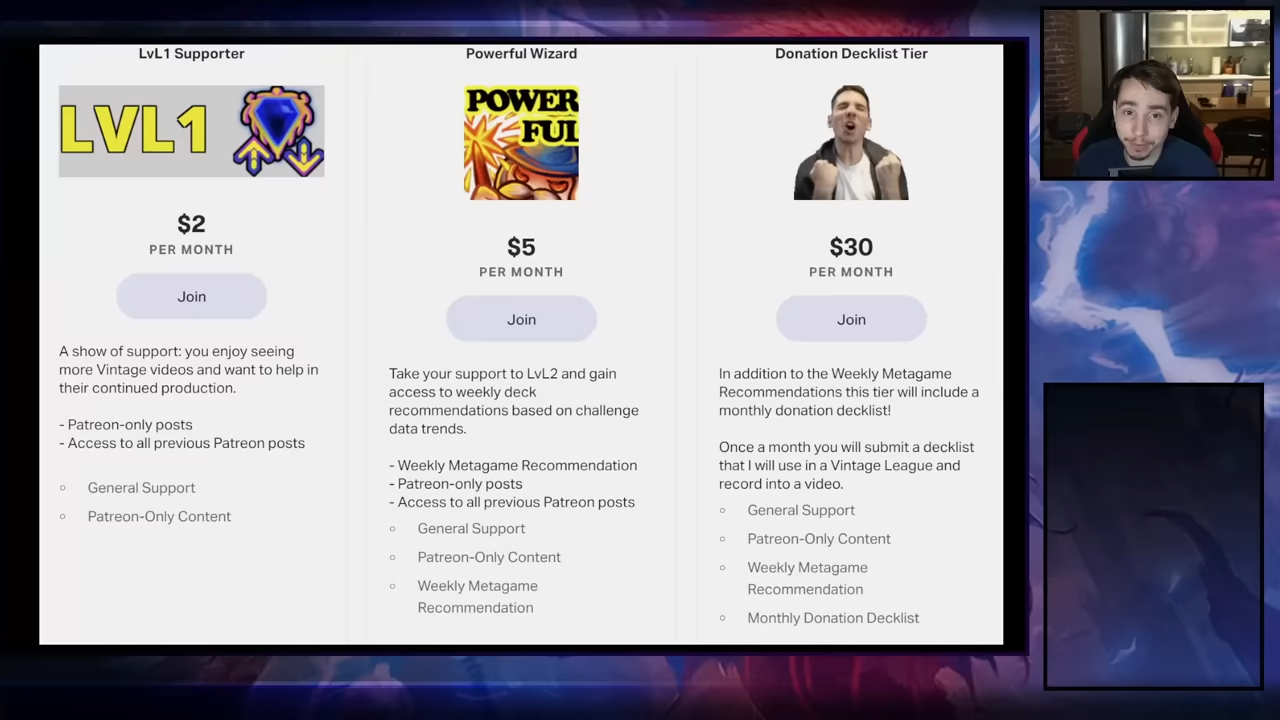 LvL1 Supporter
LVL1
$2
PER MONTH
Join
A show of support: you enjoy seeing
more Vintage videos and want to help in
their continued production.
- Patreon-only posts
- Access to all previous Patreon posts
General Support
Patreon-Only Content
Powerful Wizard
POWER
FUL
$5
PER MONTH
Join
Take your support to LvL2 and gain
access to weekly deck
recommendations based on challenge
data trends.
- Weekly Metagame Recommendation
- Patreon-only posts
- Access to all previous Patreon posts
General Support
Patreon-Only Content
Weekly Metagame
Recommendation
Donation Decklist Tier
$30
PER MONTH
Join
In addition to the Weekly Metagame
Recommendations this tier will include a
monthly donation decklist!
Once a month you will submit a decklist
that I will use in a Vintage League and
record into a video.
General Support
Patreon-Only Content
Weekly Metagame
Recommendation
Monthly Donation Decklist